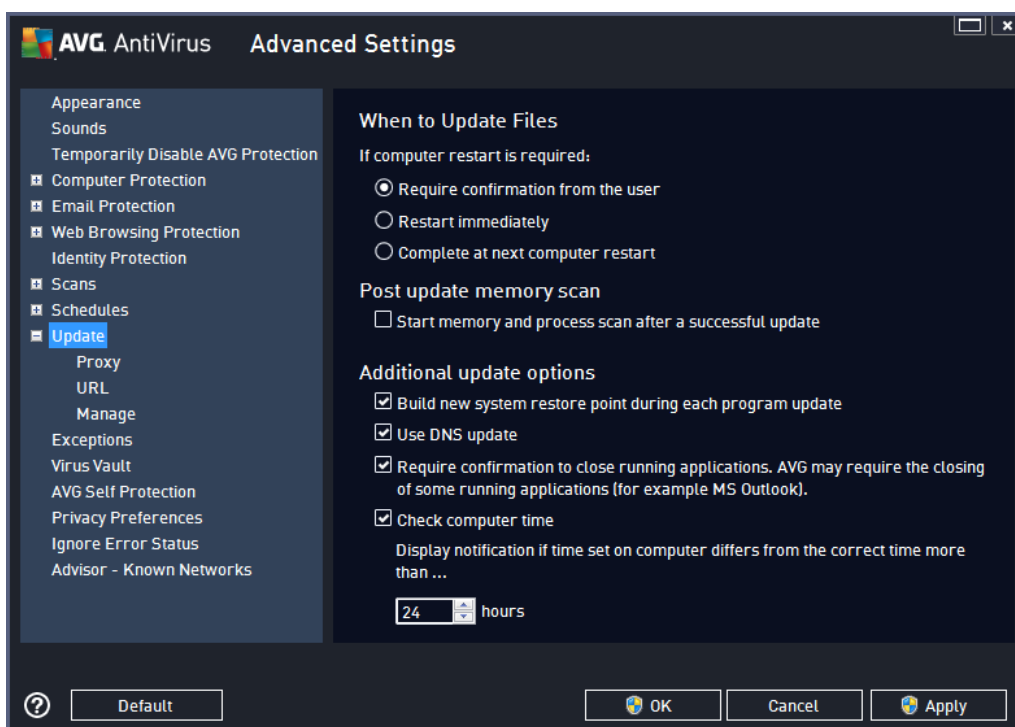 AVG. AntiVirus Advanced Settings
Appearance
Sounds
Temporarily Disable AVG Protection
Computer Protection
Email Protection
Web Browsing Protection
Identity Protection
Scans
Schedules
Update
Proxy
URL
Manage
Exceptions
Virus Vault
AVG Self Protection
Privacy Preferences
Ignore Error Status
Advisor - Known Networks
When to Update Files
If computer restart is required:
Require confirmation from the user
Restart immediately
Complete at next computer restart
Post update memory scan
Start memory and process scan after a successful update
Additional update options
Build new system restore point during each program update
Use DNS update
Require confirmation to close running applications. AVG may require the closing
of some running applications (for example MS Outlook).
Check computer time
Display notification if time set on computer differs from the correct time more
than ...
24 hours
? Default OK Cancel Apply